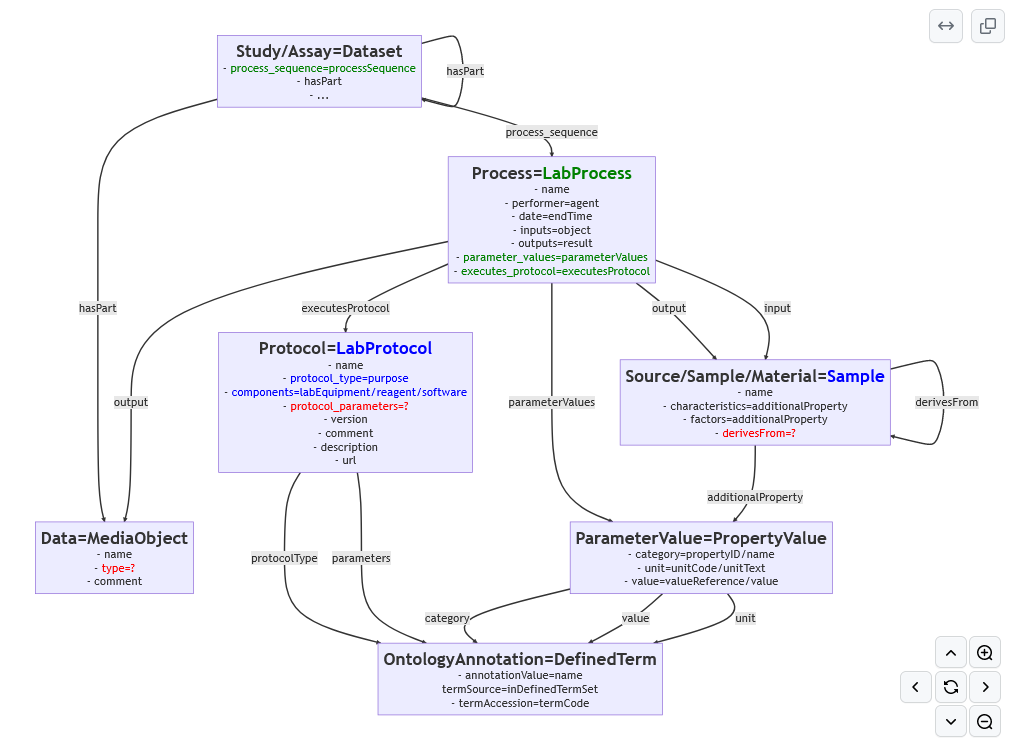 Study/Assay=Dataset
- process_sequence=processSequence
- hasPart
- ...
hasPart
process_sequence
Process=LabProcess
- name
- performer=agent
- date=endTime
- inputs=object
- outputs=result
- parameter_values=parameterValues
- executes_protocol=executesProtocol
hasPart
executesProtocol
output
input
Protocol=LabProtocol
- name
- protocol_type=purpose
- components=labEquipment/reagent/software
- protocol_parameters=?
- version
- comment
- description
- url
output
parameterValues
Source/Sample/Material=Sample
- name
- characteristics=additionalProperty
- factors=additionalProperty
- derivesFrom=?
derivesFrom
additionalProperty
Data=MediaObject
- name
- type=?
- comment
protocolType
parameters
ParameterValue=PropertyValue
- category=propertyID/name
- unit=unitCode/unitText
- value=valueReference/value
category
value
unit
OntologyAnnotation=DefinedTerm
- annotationValue=name
termSource=inDefinedTermSet
- termAccession=termCode